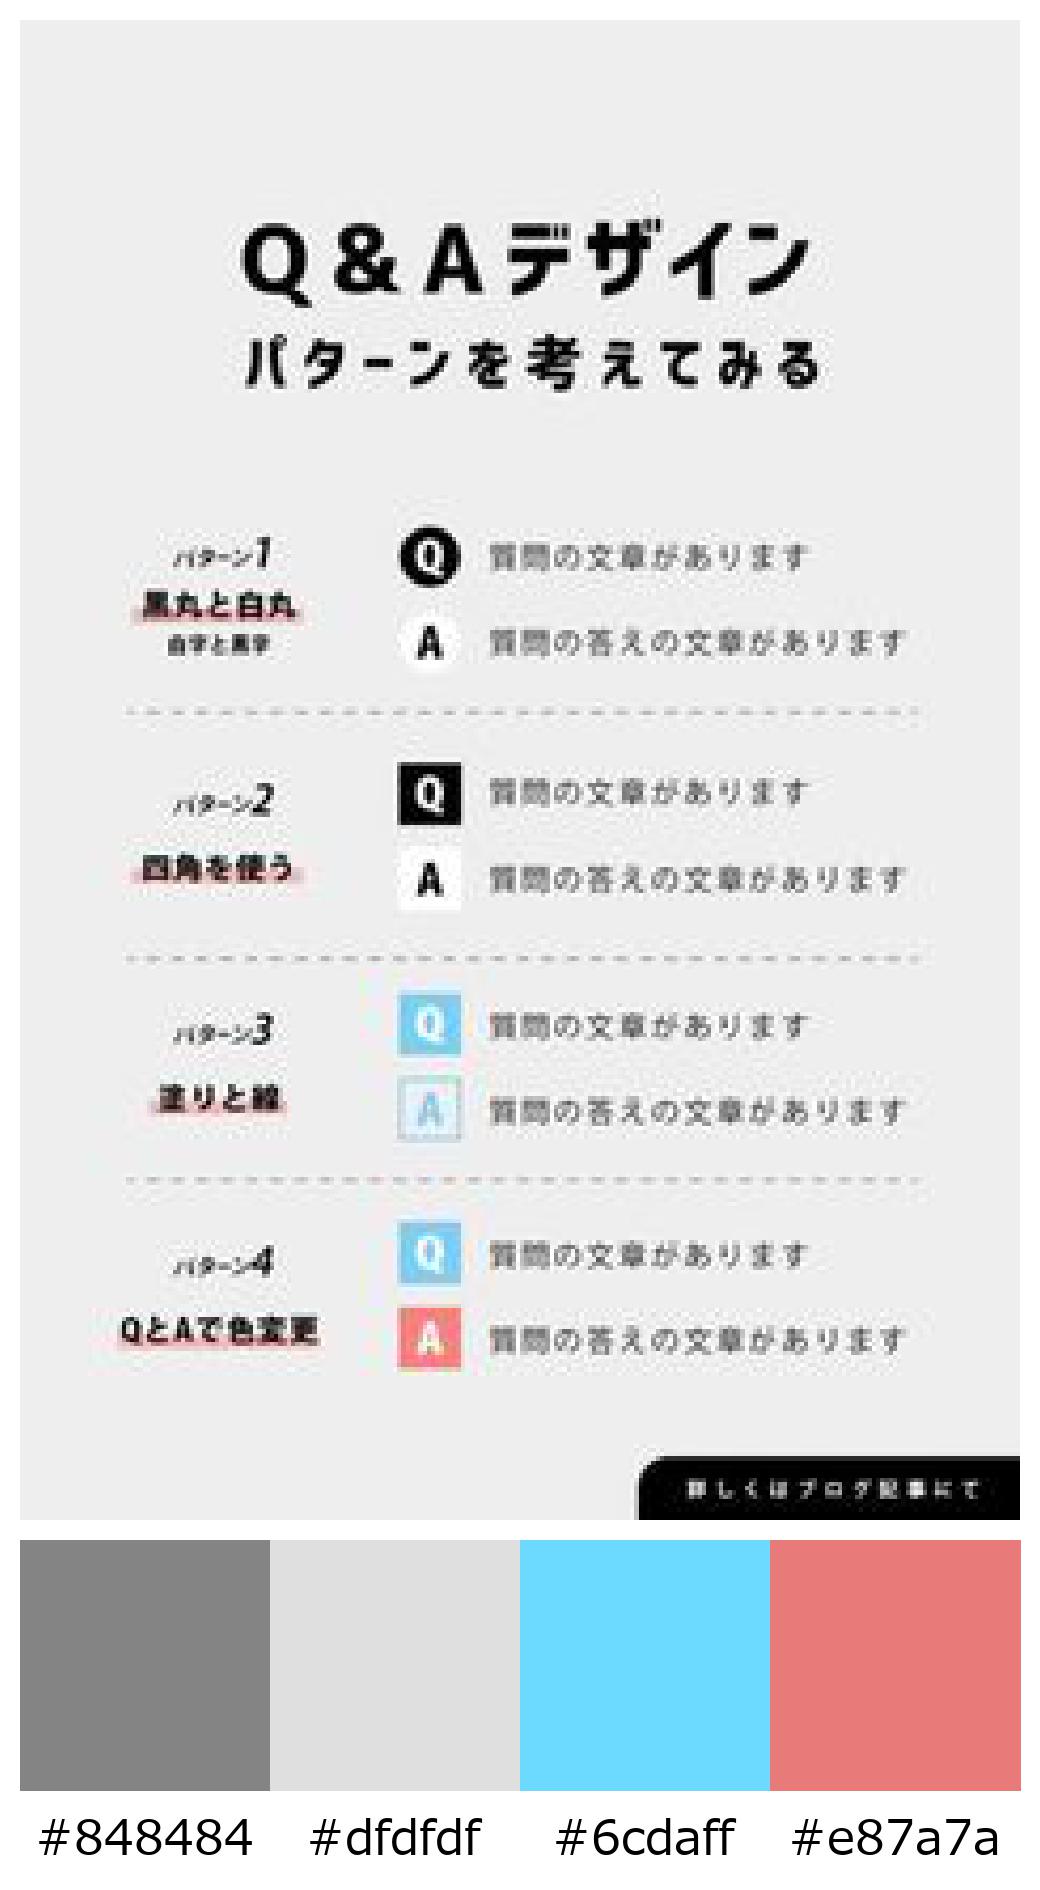 Q&Aデザイン
パターンを考えてみる
パターン1
黒丸と白丸
白字と黒字
Q 質問の文章があります
A 質問の答えの文章があります
パターン2
四角を使う
Q 質問の文章があります
A 質問の答えの文章があります
パターン3
塗りと線
Q 質問の文章があります
A 質問の答えの文章があります
パターン4
QとAで色変更
Q 質問の文章があります
A 質問の答えの文章があります
詳しくはブログ記事にて
#848484 #dfdfdf #6cdaff #e87a7a